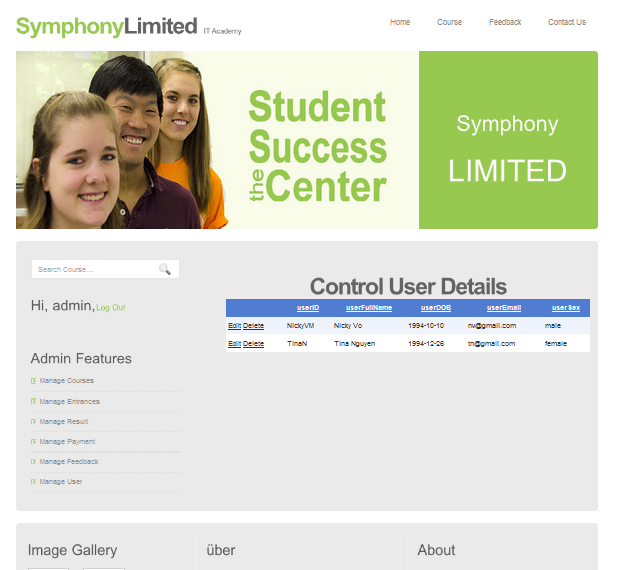 SymphonyLimited IT Academy
Home Course Feedback Contact Us
Student
Success
the Center
Symphony
LIMITED
Search Course....
Hi, admin,Log Out
Admin Features
Manage Courses
Manage Entrances
Manage Result
Manage Payment
Manage Feedback
Manage User
Control User Details
userID userFullName userDOB userEmail userSex
Edit Delete NickyVM Nicky Vo 1994-10-10 nv@gmail.com male
Edit Delete TinaN Tina Nguyen 1994-12-26 tn@gmail.com female
Image Gallery
über
About